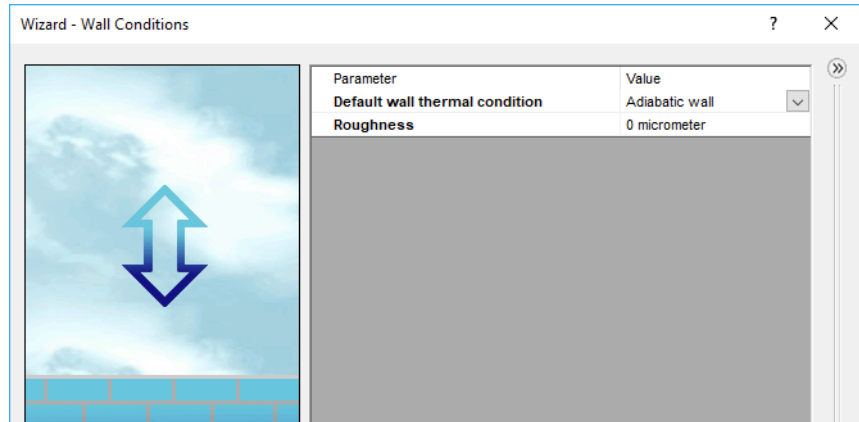 Wizard - Wall Conditions ?
Parameter Value
Default wall thermal condition Adiabatic wall
Roughness 0 micrometer